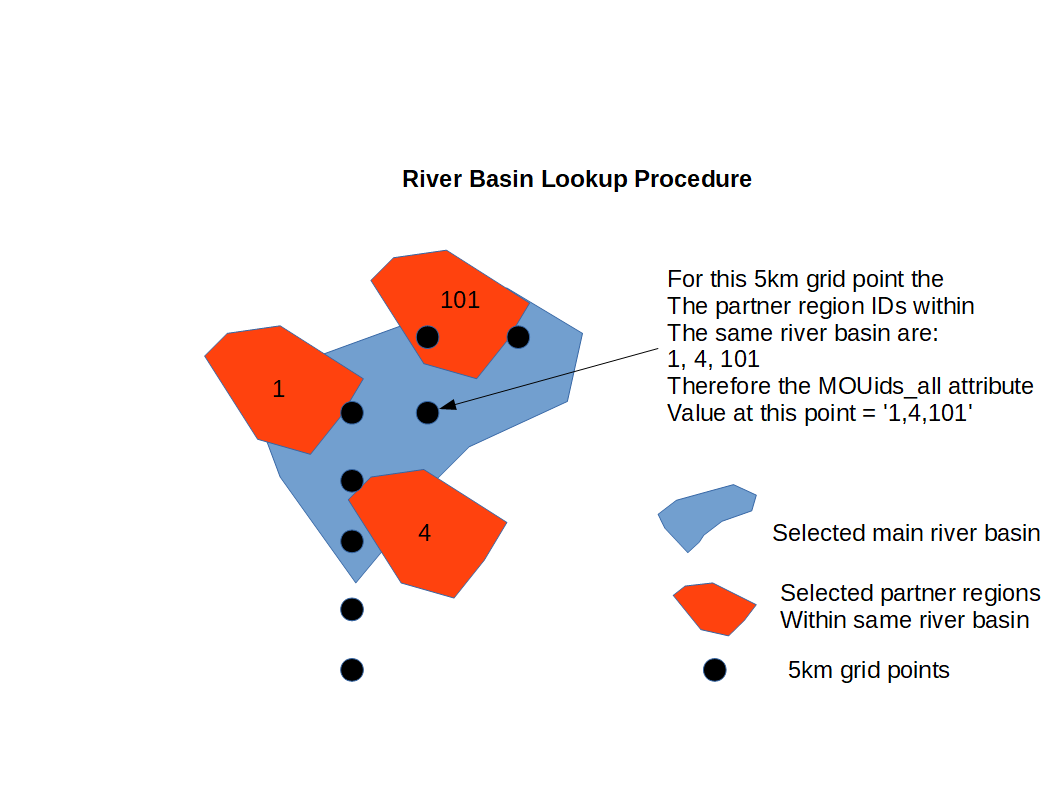 River Basin Lookup Procedure
101
1
4
For this 5km grid point the
The partner region IDs within
The same river basin are:
1, 4, 101
Therefore the MOUids_all attribute
Value at this point = '1,4,101'
Selected main river basin
Selected partner regions
Within same river basin
5km grid points